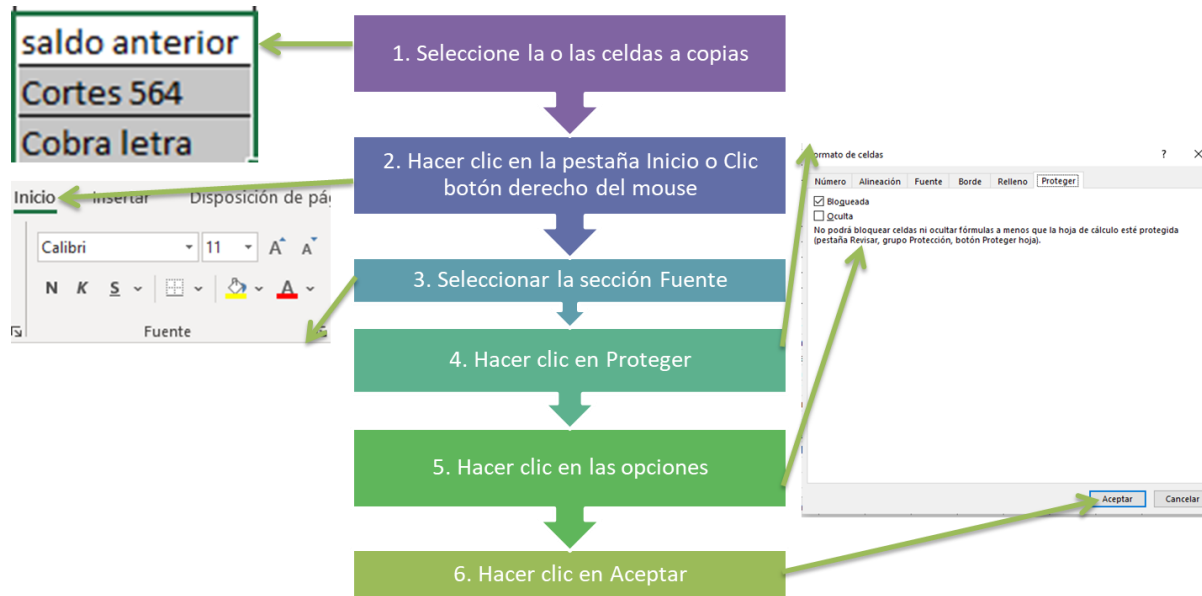 saldo anterior
Cortes 564
Cobra letra
Inicio Insertar Disposición de pá
Calibri 11 A A
N K S A
Fuente
1. Seleccione la o las celdas a copias
2. Hacer clic en la pestaña Inicio o Clic
botón derecho del mouse
3. Seleccionar la sección Fuente
4. Hacer clic en Proteger
5. Hacer clic en las opciones
6. Hacer clic en Aceptar
ormato de celdas ? X
Número Alineación Fuente Borde Relleno Proteger
Bloqueada
Oculta
No podrá bloquear celdas ni ocultar fórmulas a menos que la hoja de cálculo esté protegida
(pestaña Revisar, grupo Protección, botón Proteger hoja).
Aceptar Cancelar